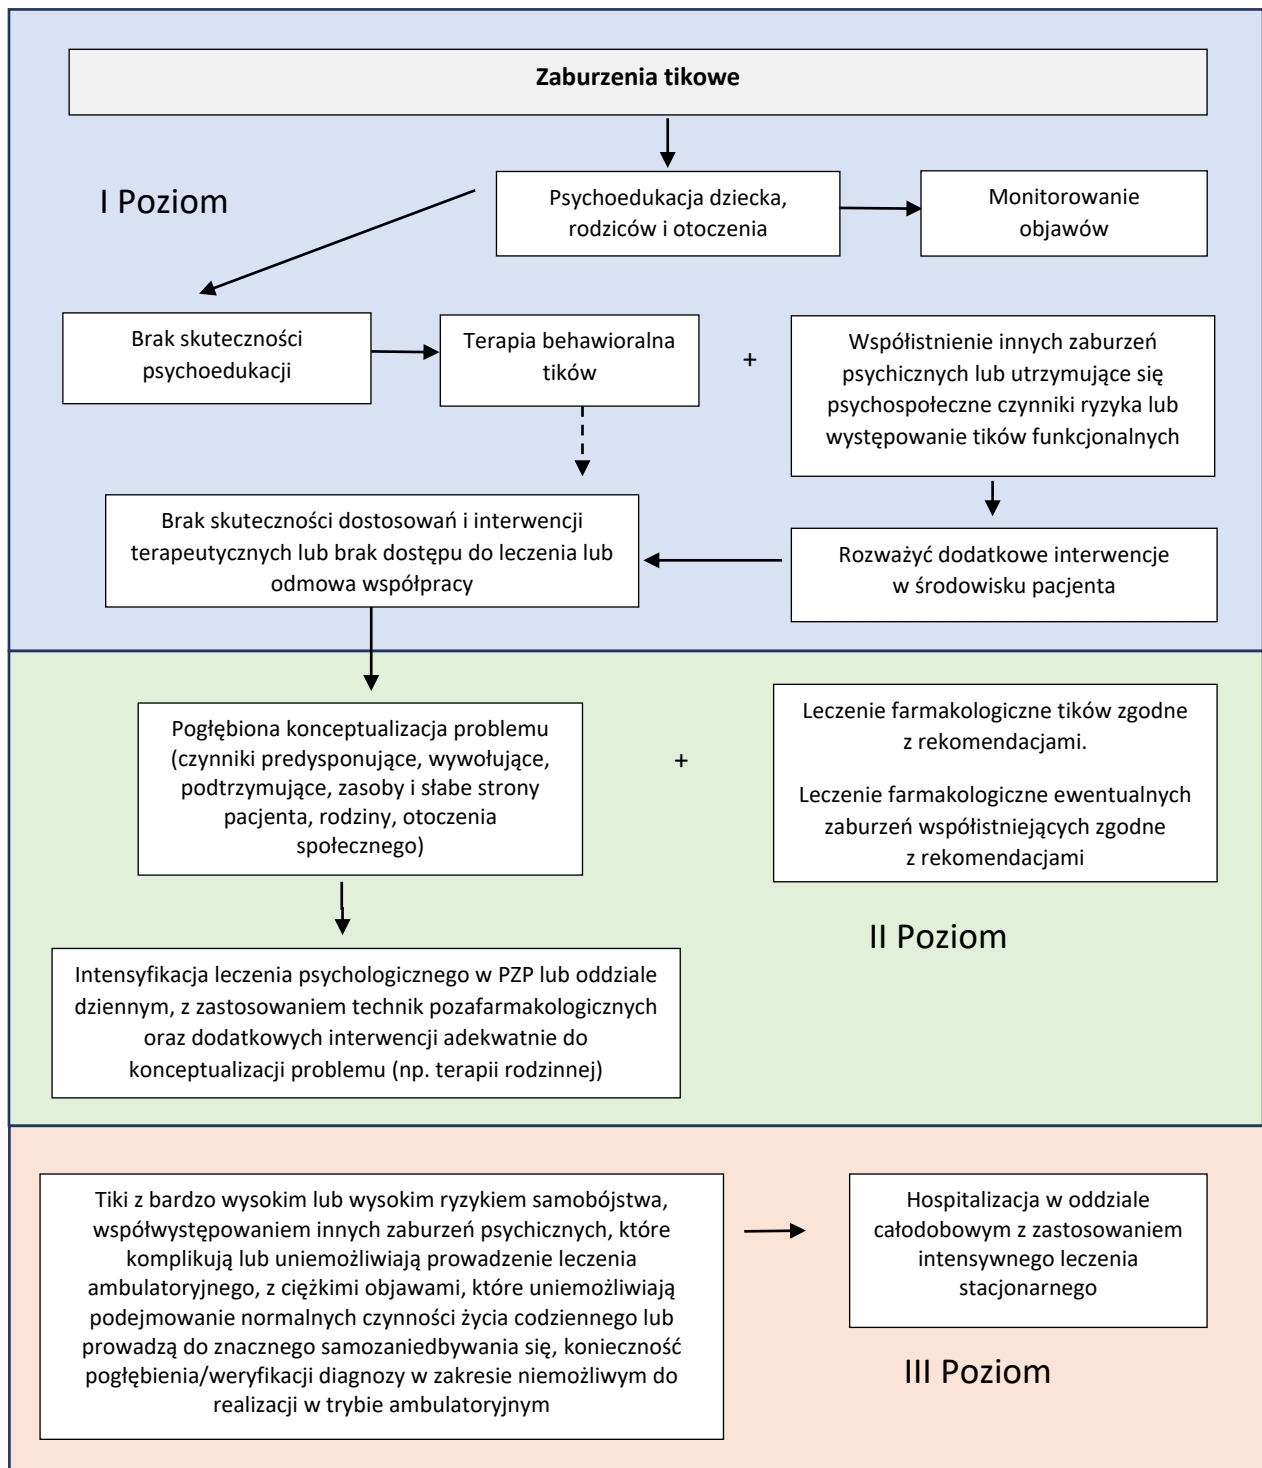 Zaburzenia tikowe
I Poziom
Psychoedukacja dziecka,
rodziców i otoczenia
Monitorowanie
objawów
Brak skuteczności
psychoedukacji
Terapia behawioralna
tików
+
Współistnienie innych zaburzeń
psychicznych lub utrzymujące się
psychospołeczne czynniki ryzyka lub
występowanie tików funkcjonalnych
Brak skuteczności dostosowań i interwencji
terapeutycznych lub brak dostępu do leczenia lub
odmowa współpracy
Rozważyć dodatkowe interwencje
w środowisku pacjenta
Pogłębiona konceptualizacja problemu
(czynniki predysponujące, wywołujące,
podtrzymujące, zasoby i słabe strony
pacjenta, rodziny, otoczenia
społecznego)
+
Leczenie farmakologiczne tików zgodne
z rekomendacjami.
Leczenie farmakologiczne ewentualnych
zaburzeń współistniejących zgodne
z rekomendacjami
II Poziom
Intensyfikacja leczenia psychologicznego w PZP lub oddziale
dziennym, z zastosowaniem technik pozafarmakologicznych
oraz dodatkowych interwencji adekwatnie do
konceptualizacji problemu (np. terapii rodzinnej)
Tiki z bardzo wysokim lub wysokim ryzykiem samobójstwa,
współwystępowaniem innych zaburzeń psychicznych, które
komplikują lub uniemożliwiają prowadzenie leczenia
ambulatoryjnego, z ciężkimi objawami, które uniemożliwiają
podejmowanie normalnych czynności życia codziennego lub
prowadzą do znacznego samozaniedbywania się, konieczność
pogłębienia/weryfikacji diagnozy w zakresie niemożliwym do
realizacji w trybie ambulatoryjnym
Hospitalizacja w oddziale
całodobowym z zastosowaniem
intensywnego leczenia
stacjonarnego
III Poziom